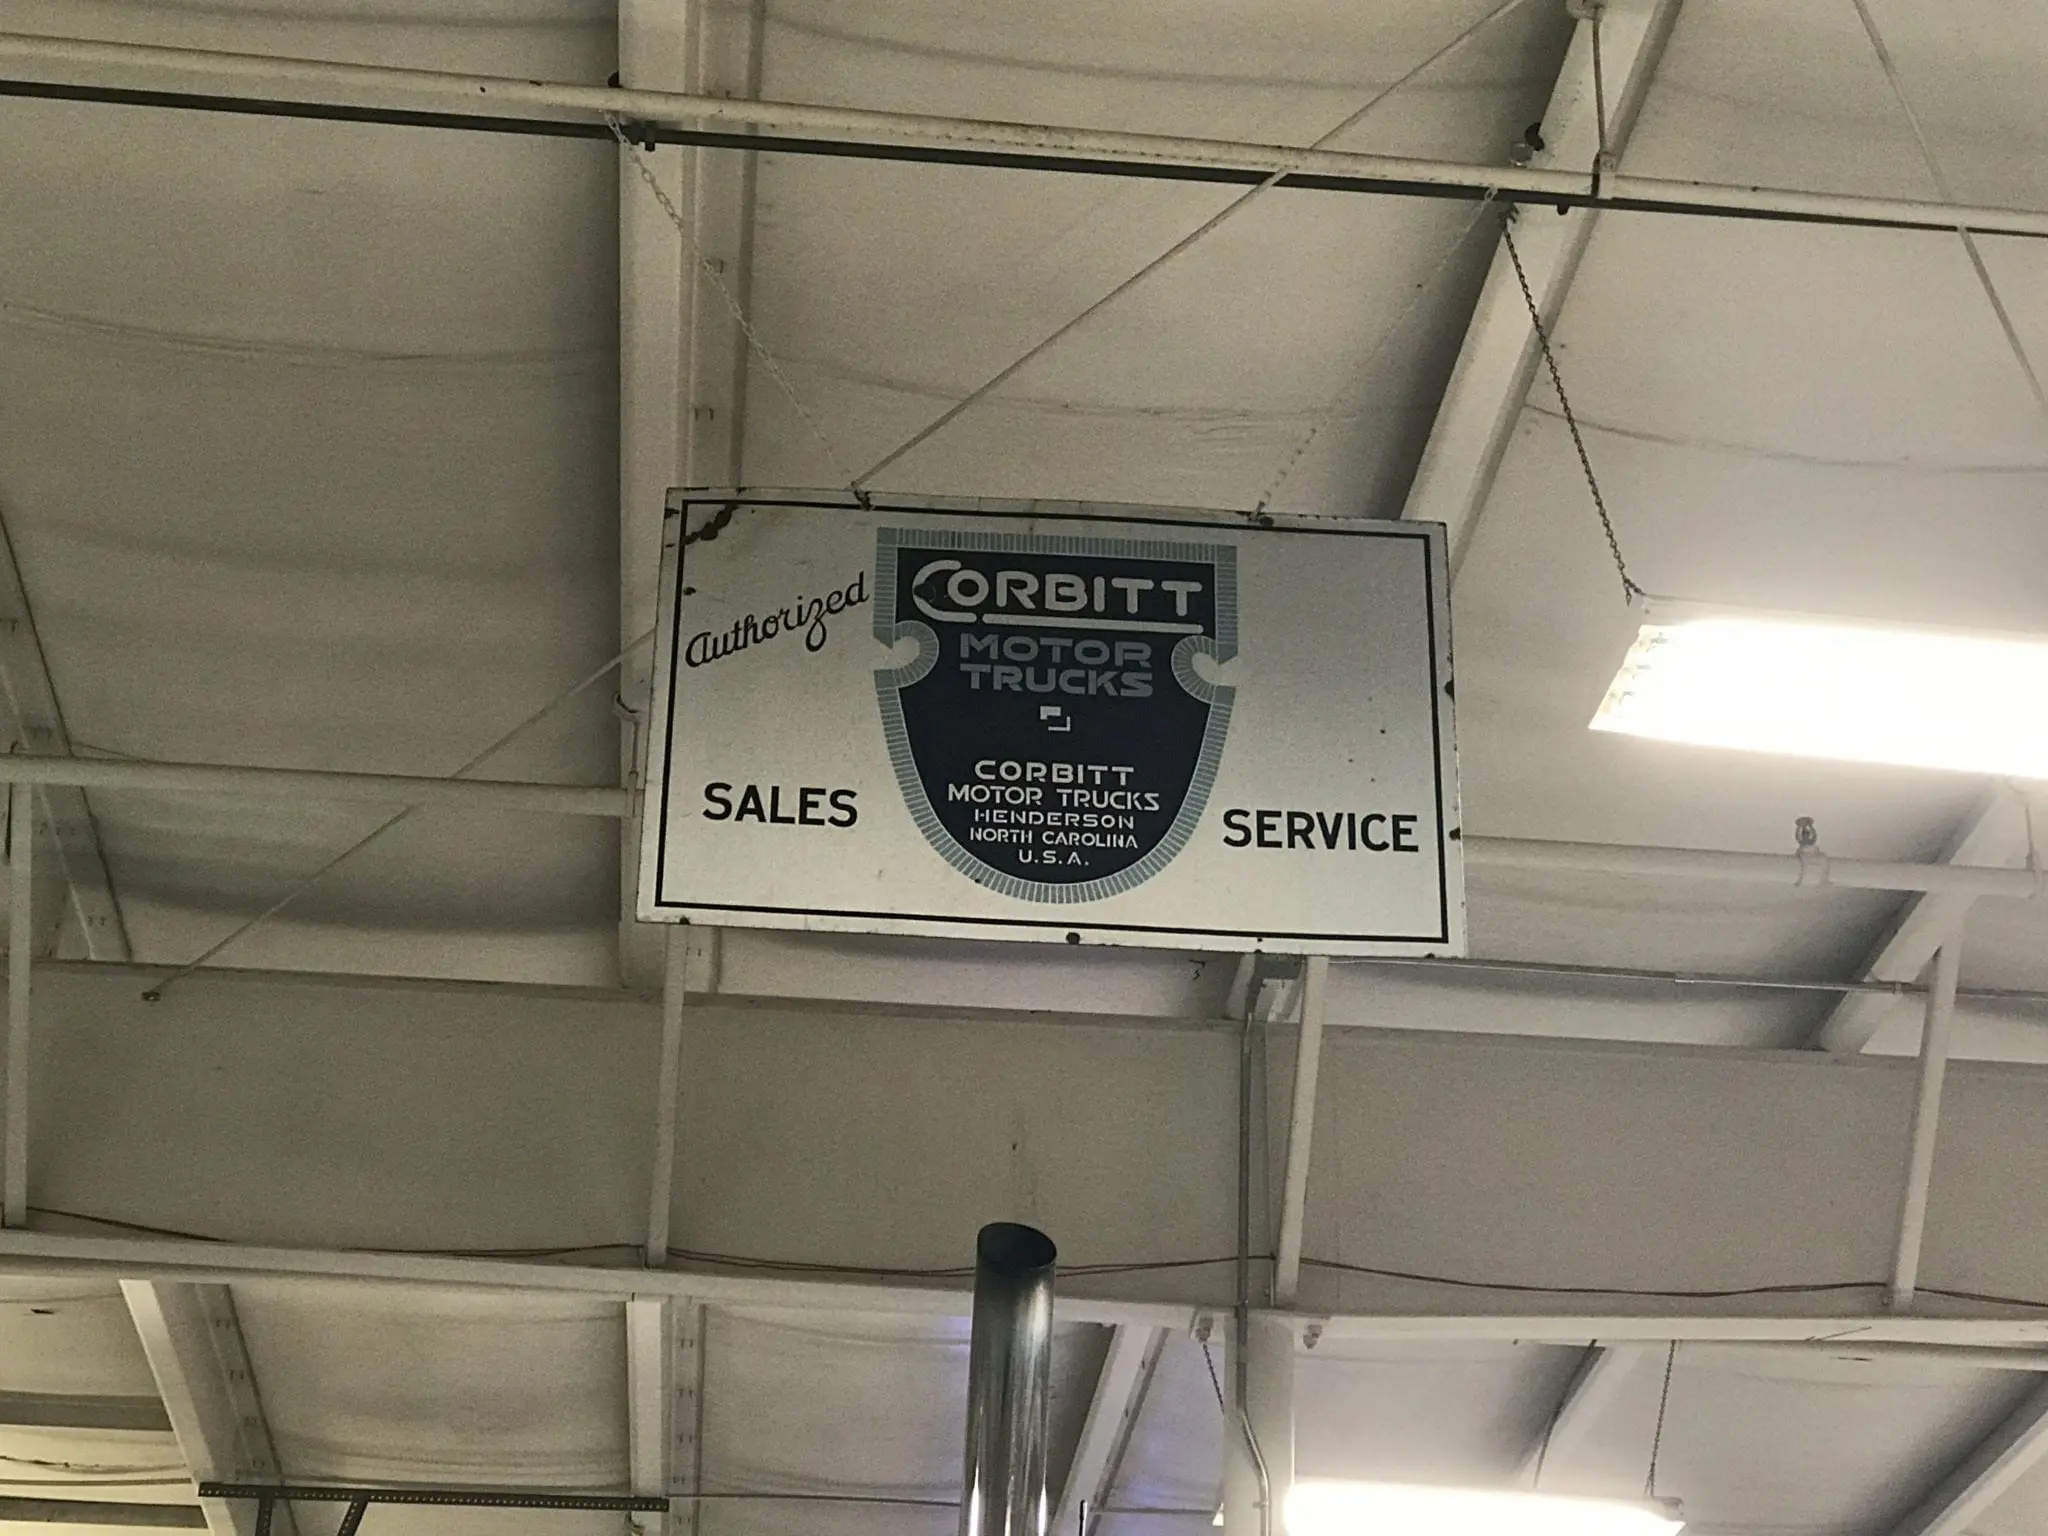 Authorized
CORBITT
MOTOR
TRUCKS
CORBITT
MOTOR TRUCKS
HENDERSON
NORTH CAROLINA
U.S.A.
SALES
SERVICE